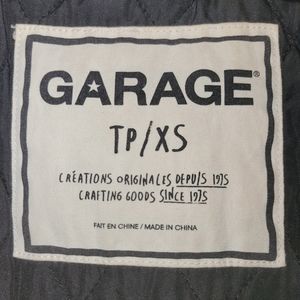 GARAGE®
TP/XS
CRÉATIONS ORIGINALES DEPUIS 1975
CRAFTING GOODS SINCE 1975
FAIT EN CHINE / MADE IN CHINA